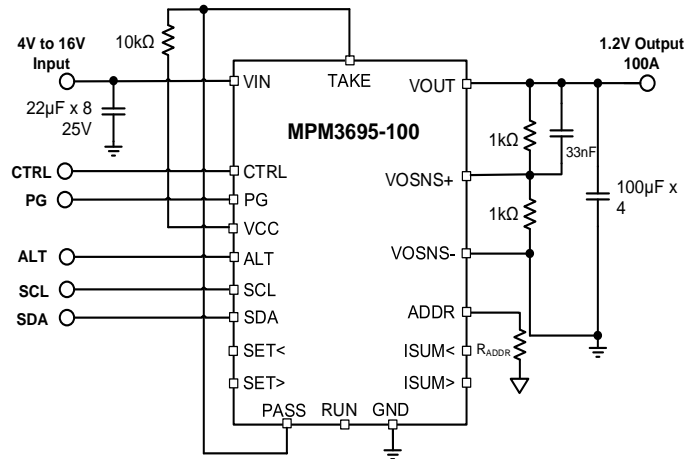 4V to 16V
Input
10kΩ
1.2V Output
100A
22µF x 8
25V
VIN
TAKE
VOUT
MPM3695-100
1kΩ
33nF
CTRL
CTRL
VOSNS+
PG
PG
100µF x
4
VCC
1kΩ
ALT
ALT
VOSNS-
SCL
SCL
SDA
SDA
ADDR
RADDR
SET<
ISUM<
SET>
ISUM>
PASS
RUN
GND